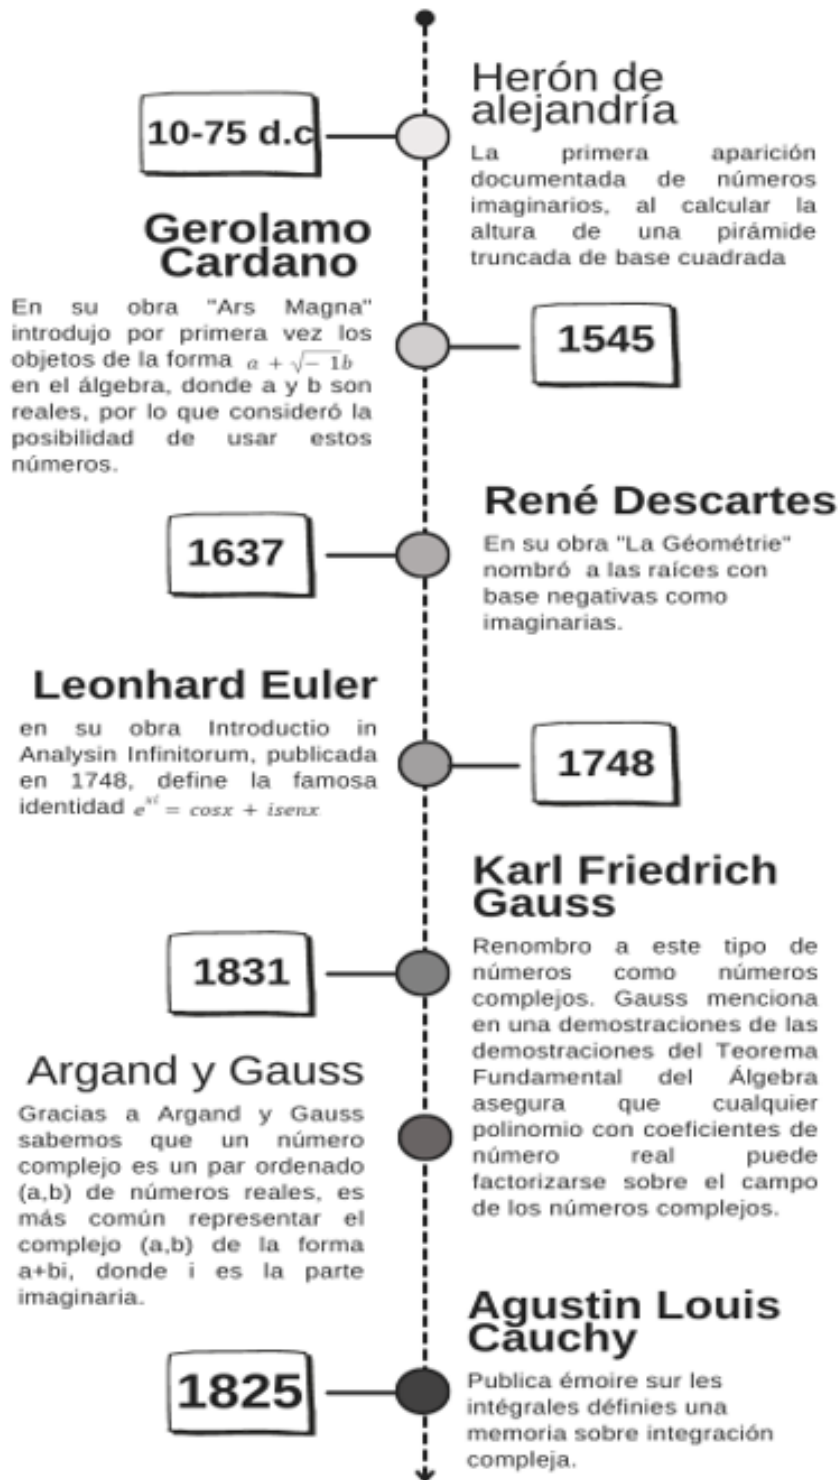 10-75 d.c
Herón de
alejandría
La primera aparición
documentada de números
imaginarios, al calcular la
altura de una pirámide
truncada de base cuadrada
Gerolamo
Cardano
En su obra "Ars Magna"
introdujo por primera vez los
objetos de la forma a + √- 1b
en el álgebra, donde a y b son
reales, por lo que consideró la
posibilidad de usar estos
números.
1545
1637
René Descartes
En su obra "La Géométrie"
nombró a las raíces con
base negativas como
imaginarias.
Leonhard Euler
en su obra Introductio in
Analysin Infinitorum, publicada
en 1748, define la famosa
identidad e^xi = cosx + isenx
1748
1831
Karl Friedrich
Gauss
Renombro a este tipo de
números como números
complejos. Gauss menciona
en una demostraciones de las
demostraciones del Teorema
Fundamental del Álgebra
asegura que cualquier
polinomio con coeficientes de
número real puede
factorizarse sobre el campo
de los números complejos.
Argand y Gauss
Gracias a Argand y Gauss
sabemos que un número
complejo es un par ordenado
(a,b) de números reales, es
más común representar el
complejo (a,b) de la forma
a+bi, donde i es la parte
imaginaria.
1825
Agustin Louis
Cauchy
Publica émoire sur les
intégrales définies una
memoria sobre integración
compleja.